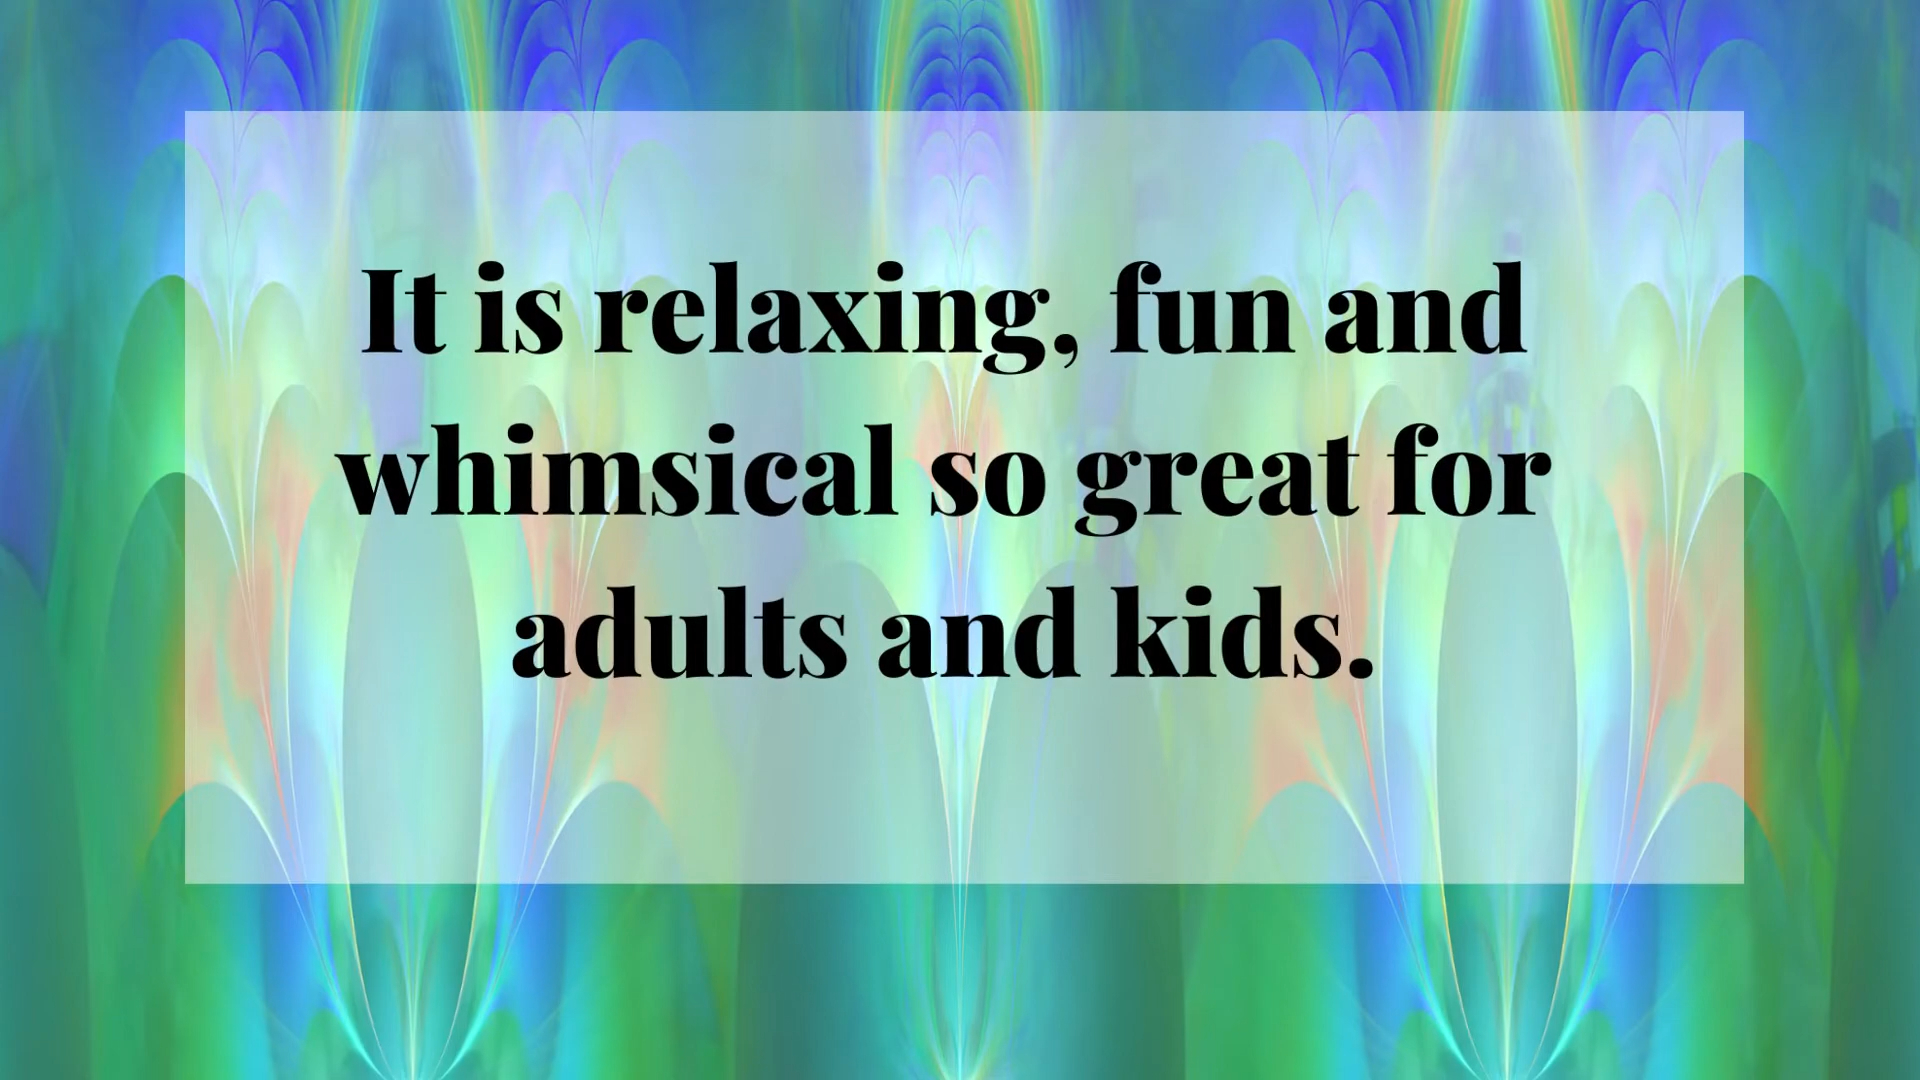 It is relaxing, fun and
whimsical so great for
adults and kids.